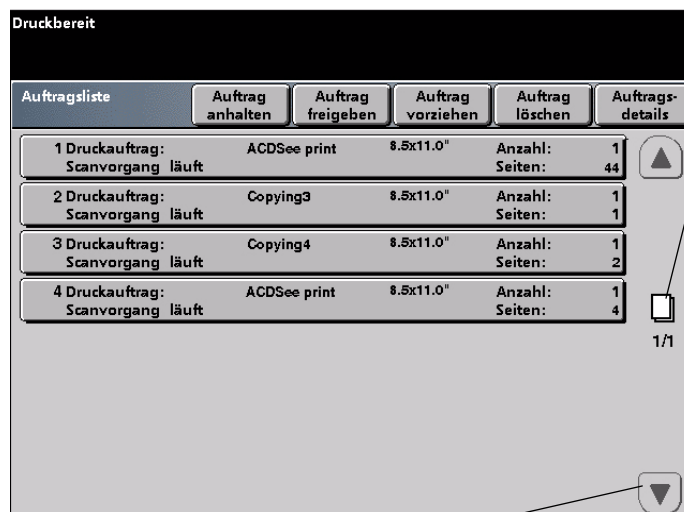 Druckbereit
Auftragsliste
Auftrag anhalten
Auftrag freigeben
Auftrag vorziehen
Auftrag löschen
Auftrags- details
1 Druckauftrag: ACDSee print 8.5x11.0" Anzahl: 1
Scanvorgang läuft Seiten: 44
2 Druckauftrag: Copying3 8.5x11.0" Anzahl: 1
Scanvorgang läuft Seiten: 1
3 Druckauftrag: Copying4 8.5x11.0" Anzahl: 1
Scanvorgang läuft Seiten: 2
4 Druckauftrag: ACDSee print 8.5x11.0" Anzahl: 1
Scanvorgang läuft Seiten: 4
1/1